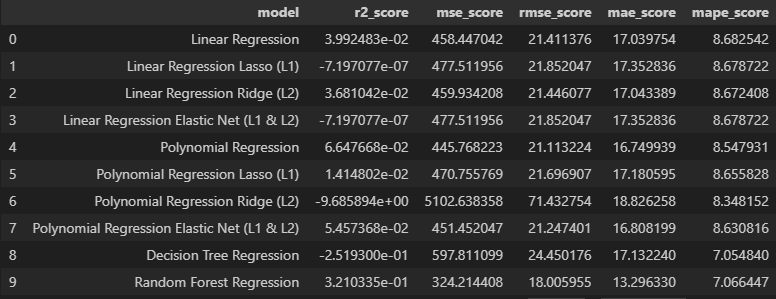 model r2_score mse_score rmse_score mae_score mape_score
0 Linear Regression 3.992483e-02 458.447042 21.411376 17.039754 8.682542
1 Linear Regression Lasso (L1) -7.197077e-07 477.511956 21.852047 17.352836 8.678722
2 Linear Regression Ridge (L2) 3.681042e-02 459.934208 21.446077 17.043389 8.672408
3 Linear Regression Elastic Net (L1 & L2) -7.197077e-07 477.511956 21.852047 17.352836 8.678722
4 Polynomial Regression 6.647668e-02 445.768223 21.113224 16.749939 8.547931
5 Polynomial Regression Lasso (L1) 1.414802e-02 470.755769 21.696907 17.180595 8.655828
6 Polynomial Regression Ridge (L2) -9.685894e+00 5102.638358 71.432754 18.826258 8.348152
7 Polynomial Regression Elastic Net (L1 & L2) 5.457368e-02 451.452047 21.247401 16.808199 8.630816
8 Decision Tree Regression -2.519300e-01 597.811099 24.450176 17.132240 7.054840
9 Random Forest Regression 3.210335e-01 324.214408 18.005955 13.296330 7.066447